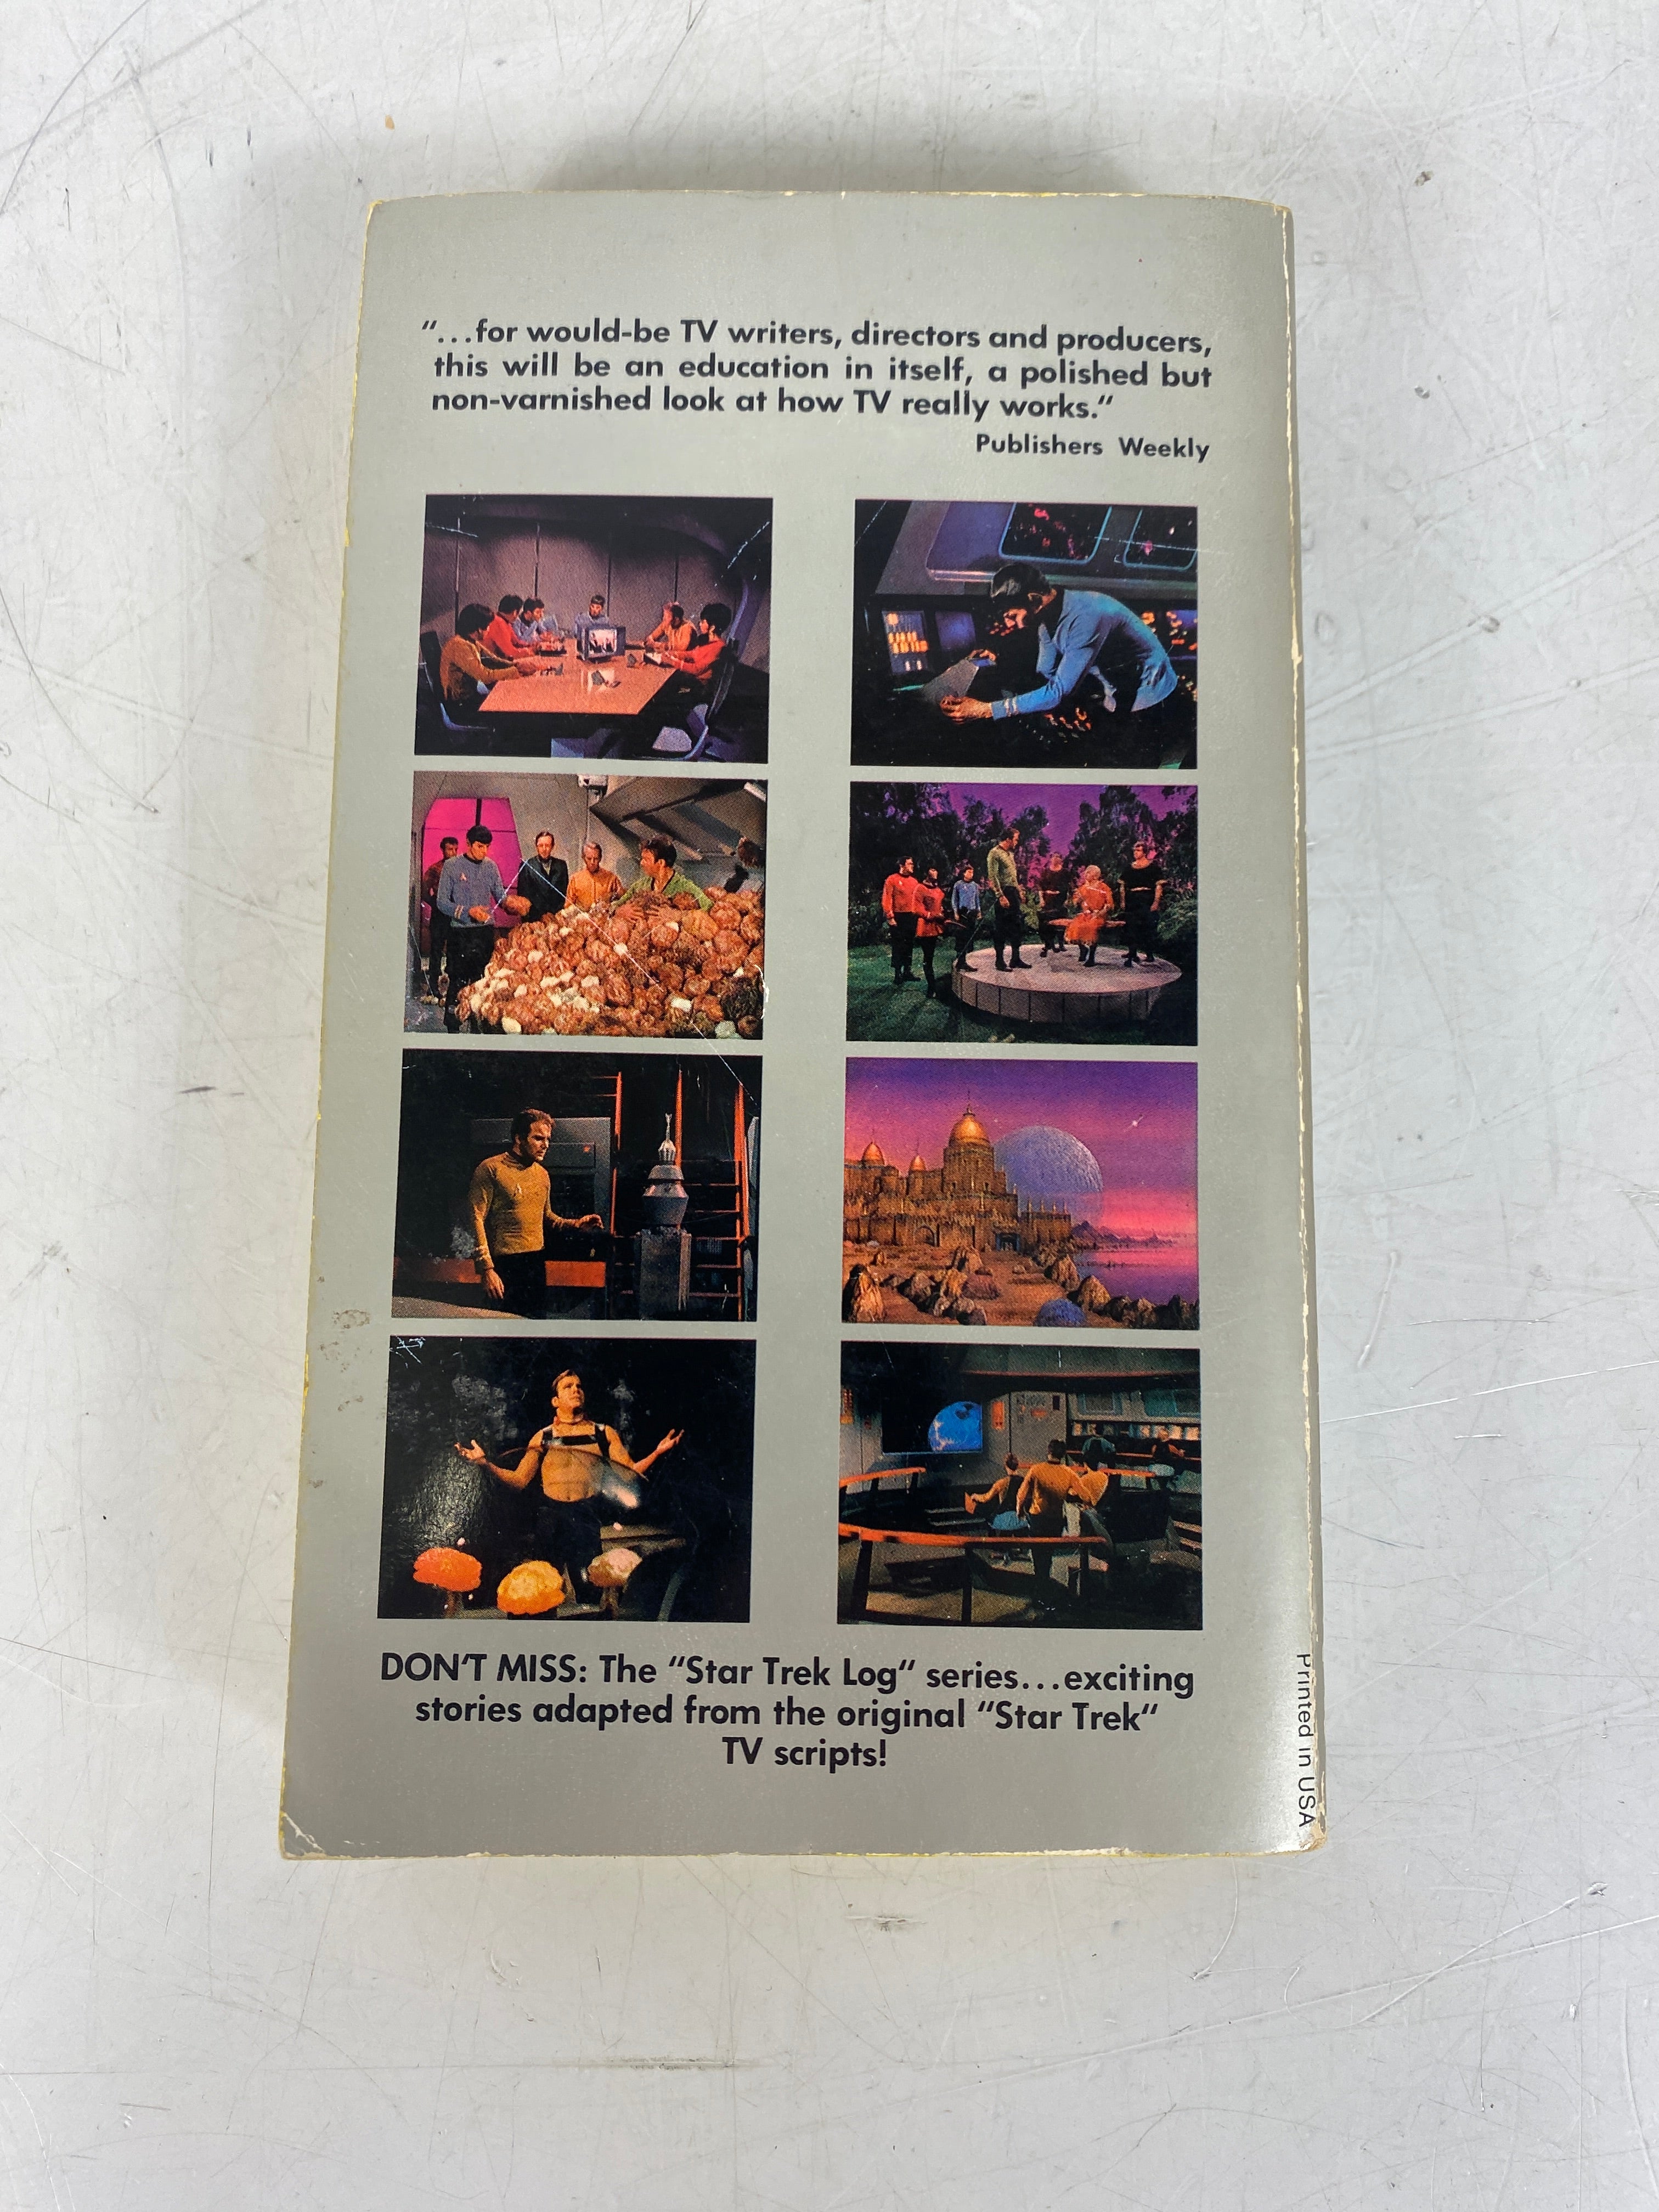 “...for would-be TV writers, directors and producers,
this will be an education in itself, a polished but
non-varnished look at how TV really works.”
Publishers Weekly
DON'T MISS: The “Star Trek Log” series...exciting
stories adapted from the original “Star Trek”
TV scripts!
Printed in USA